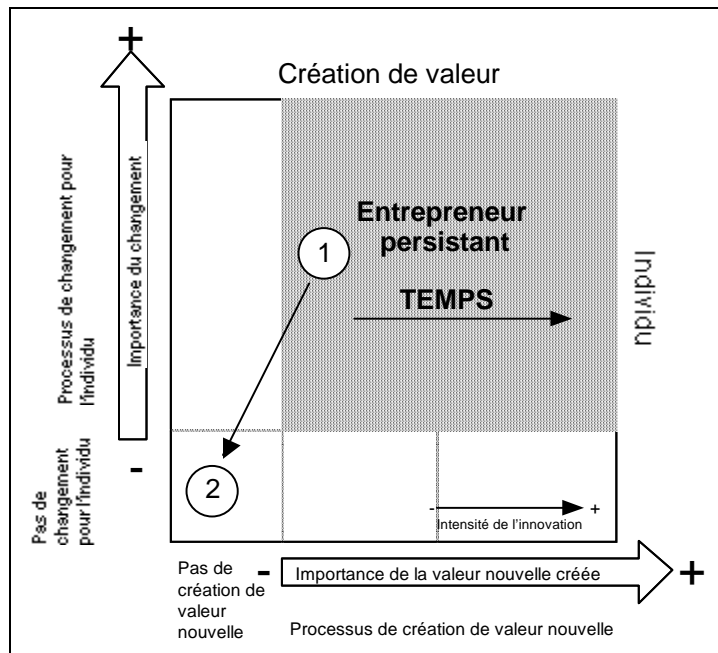 +
Création de valeur
Processus de changement pour
l'individu
Importance du changement
Entrepreneur
persistant
1
TEMPS
Individu
-
Pas de
changement
pour l'individu
2
- +
Intensité de l'innovation
Pas de
création de
valeur
nouvelle
- Importance de la valeur nouvelle créée +
Processus de création de valeur nouvelle